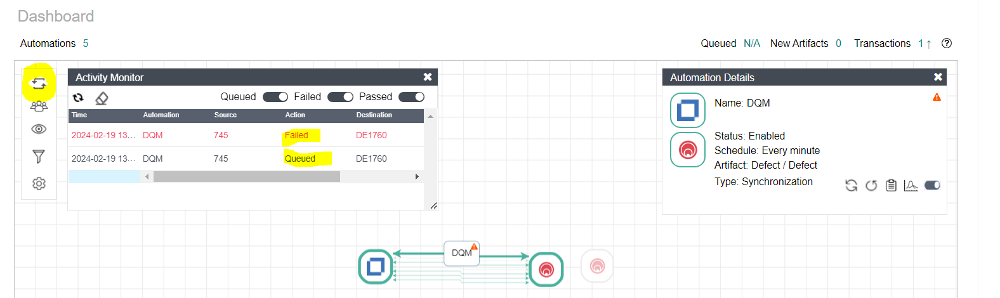 Dashboard
Automations 5
Queued N/A New Artifacts 0 Transactions 1↑
Activity Monitor
Queued Failed Passed
Time Automation Source Action Destination
2024-02-19 13... DQM 745 Failed DE1760
2024-02-19 13... DQM 745 Queued DE1760
Automation Details
Name: DQM
Status: Enabled
Schedule: Every minute
Artifact: Defect / Defect
Type: Synchronization
DQM